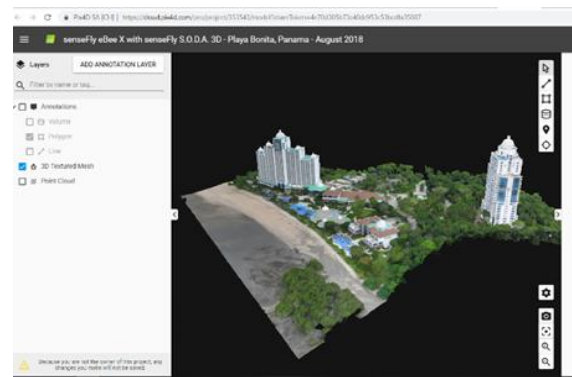 Pix4D SA [CH] | https://cloud.pix4d.com/
senseFly eBee X with senseFly S.O.D.A. 3D - Playa Bonita, Panama - August 2018
Layers
ADD ANNOTATION LAYER
Filter by name or tag...
Annotations
Volume
Polygon
Line
3D Textured Mesh
Point Cloud
Because you are not the owner of this project, any
changes you make will not be saved.